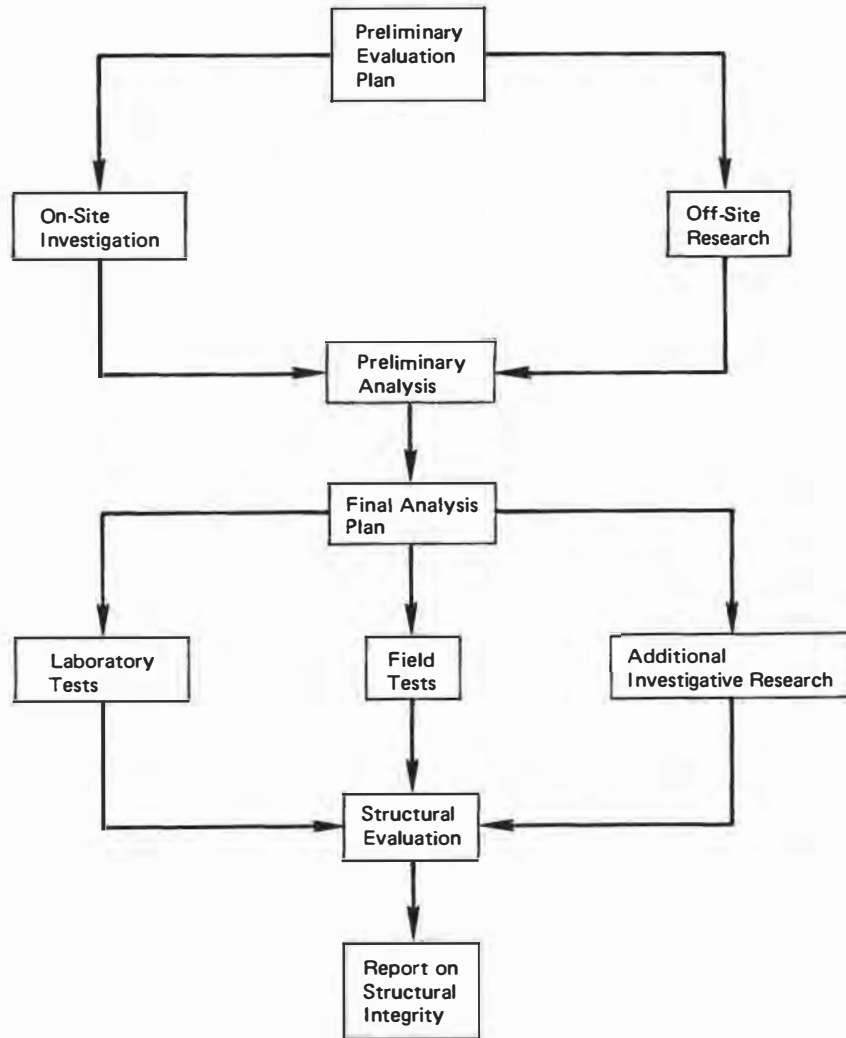 Preliminary
Evaluation
Plan
On-Site
Investigation
Off-Site
Research
Preliminary
Analysis
Final Analysis
Plan
Laboratory
Tests
Field
Tests
Additional
Investigative Research
Structural
Evaluation
Report on
Structural
Integrity